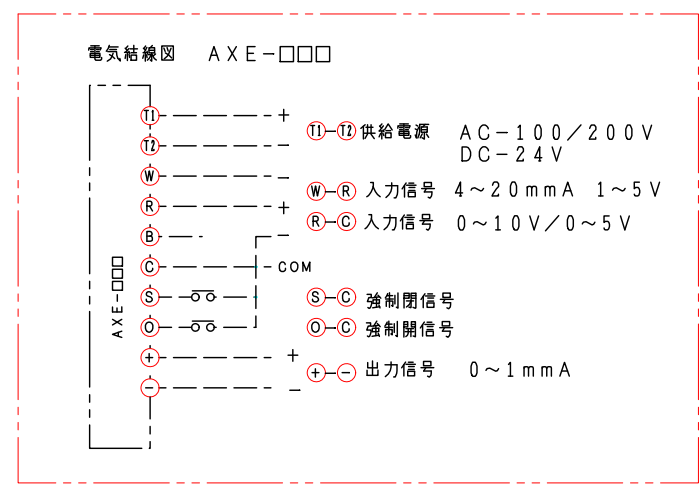 電気結線図 AXE-□□□
T1 +
T1-T2 供給電源 AC-100/200V
DC-24V
T2 -
W -
W-R 入力信号 4~20mmA 1~5V
R +
R-C 入力信号 0~10V/0~5V
B -
C COM
AXE-□□□
S
S-C 強制閉信号
O
O-C 強制開信号
+ +
+-- 出力信号 0~1mmA
- -